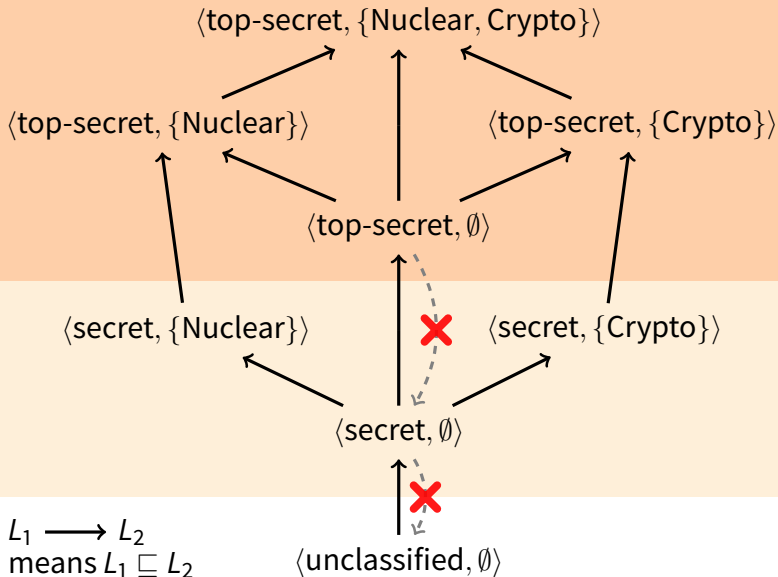 ⟨top-secret, {Nuclear, Crypto}⟩
⟨top-secret, {Nuclear}⟩
⟨top-secret, {Crypto}⟩
⟨top-secret, ∅⟩
⟨secret, {Nuclear}⟩
⟨secret, {Crypto}⟩
⟨secret, ∅⟩
L₁ ⟶ L₂
means L₁ ⊑ L₂
⟨unclassified, ∅⟩